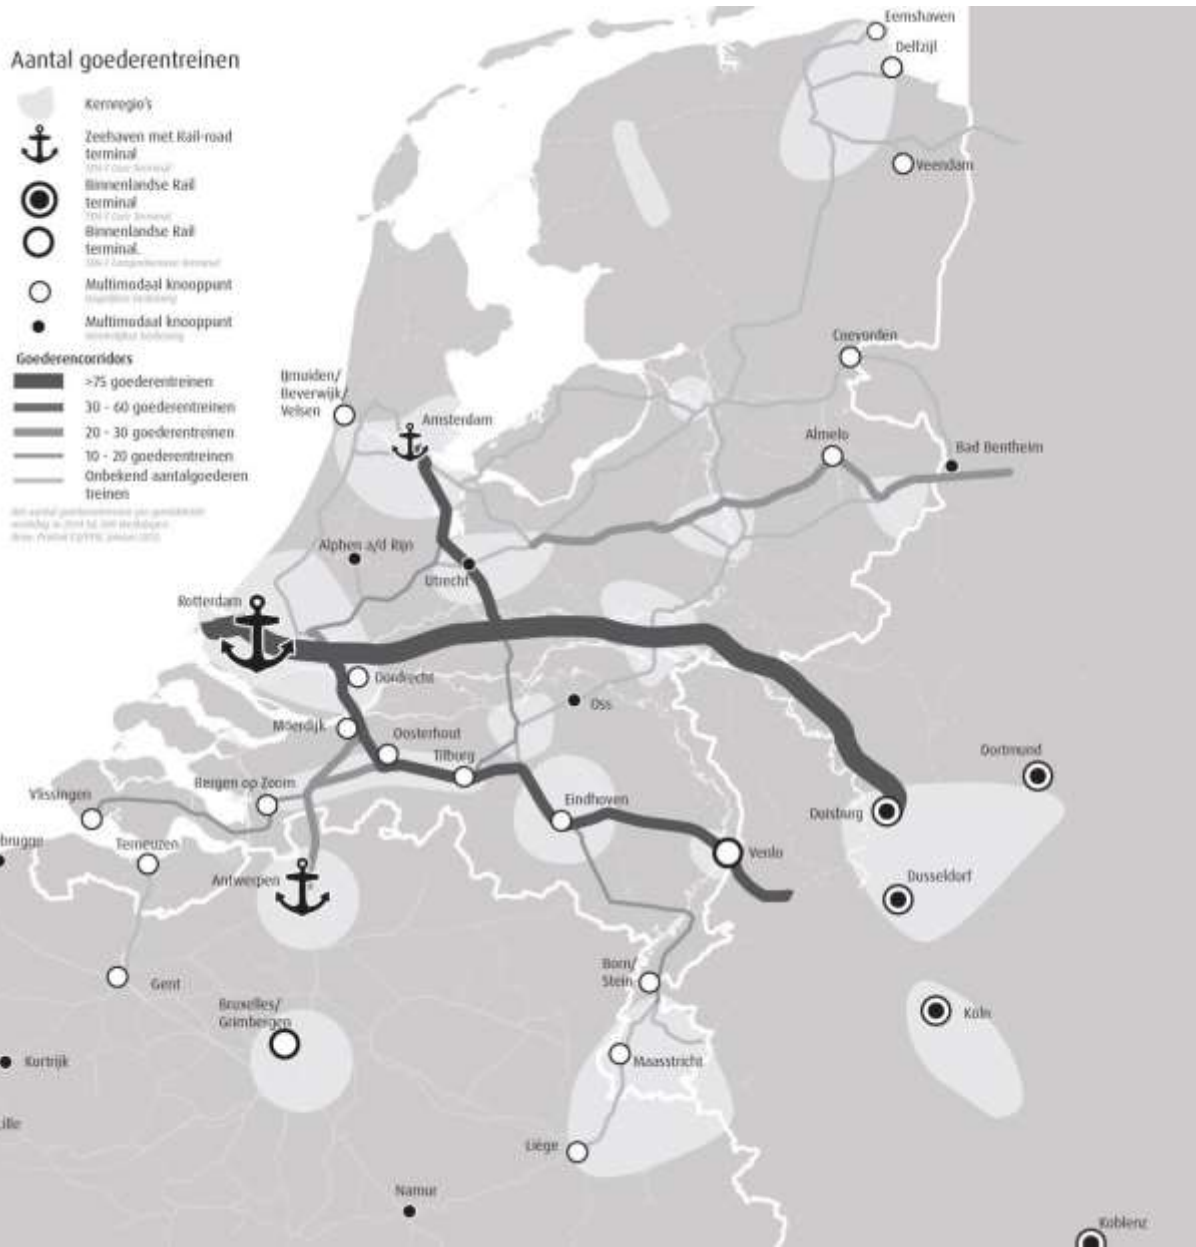 Aantal goederentreinen
Kernregio's
Zeehaven met Rail-road
terminal
Binnenlandse Rail
terminal
Binnenlandse Rail
terminal.
Multimodaal knooppunt
Multimodaal knooppunt
Goederencorridors
>75 goederentreinen
30 - 60 goederentreinen
20 - 30 goederentreinen
10 - 20 goederentreinen
Onbekend aantalgoederen
treinen
Eemshaven
Delfzijl
Veendam
Coevorden
IJmuiden/
Beverwijk/
Velsen
Amsterdam
Almelo
Bad Bentheim
Alphen a/d Rijn
Utrecht
Rotterdam
Dordrecht
Oss
Moerdijk
Oosterhout
Tilburg
Dortmund
Bergen op Zoom
Vlissingen
Eindhoven
Duisburg
brugge
Terneuzen
Venlo
Antwerpen
Dusseldorf
Born/
Stein
Gent
Bruxelles/
Grimbergen
Koln
Kortrijk
Maasstricht
ille
Liège
Namur
Koblenz